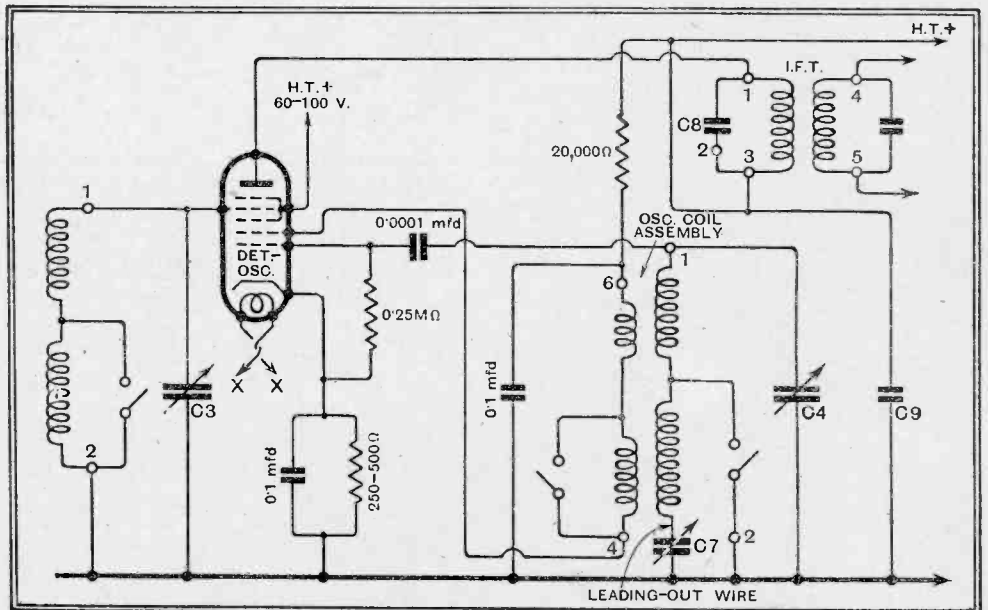 H.T.+
H.T.+
60-100 V.
I.F.T.
1
4
C8
2
3
5
20,000Ω
1
0.0001 mfd
OSC. COIL
ASSEMBLY
1
DET.-
OSC.
6
0.25MΩ
X X
C3
0.1 mfd
C4
C9
2
0.1 mfd
250-500Ω
4
C7
2
LEADING-OUT WIRE